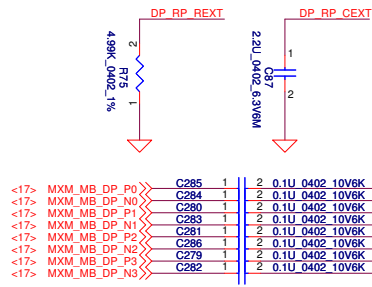 DP_RP_REXT
DP_RP_CEXT
2
R75
4.99K_0402_1%
1
1
C87
2.2U_0402_6.3V6M
2
<17> MXM_MB_DP_P0 C285 1 2 0.1U_0402_10V6K
<17> MXM_MB_DP_N0 C284 1 2 0.1U_0402_10V6K
<17> MXM_MB_DP_P1 C280 1 2 0.1U_0402_10V6K
<17> MXM_MB_DP_N1 C283 1 2 0.1U_0402_10V6K
<17> MXM_MB_DP_P2 C281 1 2 0.1U_0402_10V6K
<17> MXM_MB_DP_N2 C286 1 2 0.1U_0402_10V6K
<17> MXM_MB_DP_P3 C279 1 2 0.1U_0402_10V6K
<17> MXM_MB_DP_N3 C282 1 2 0.1U_0402_10V6K